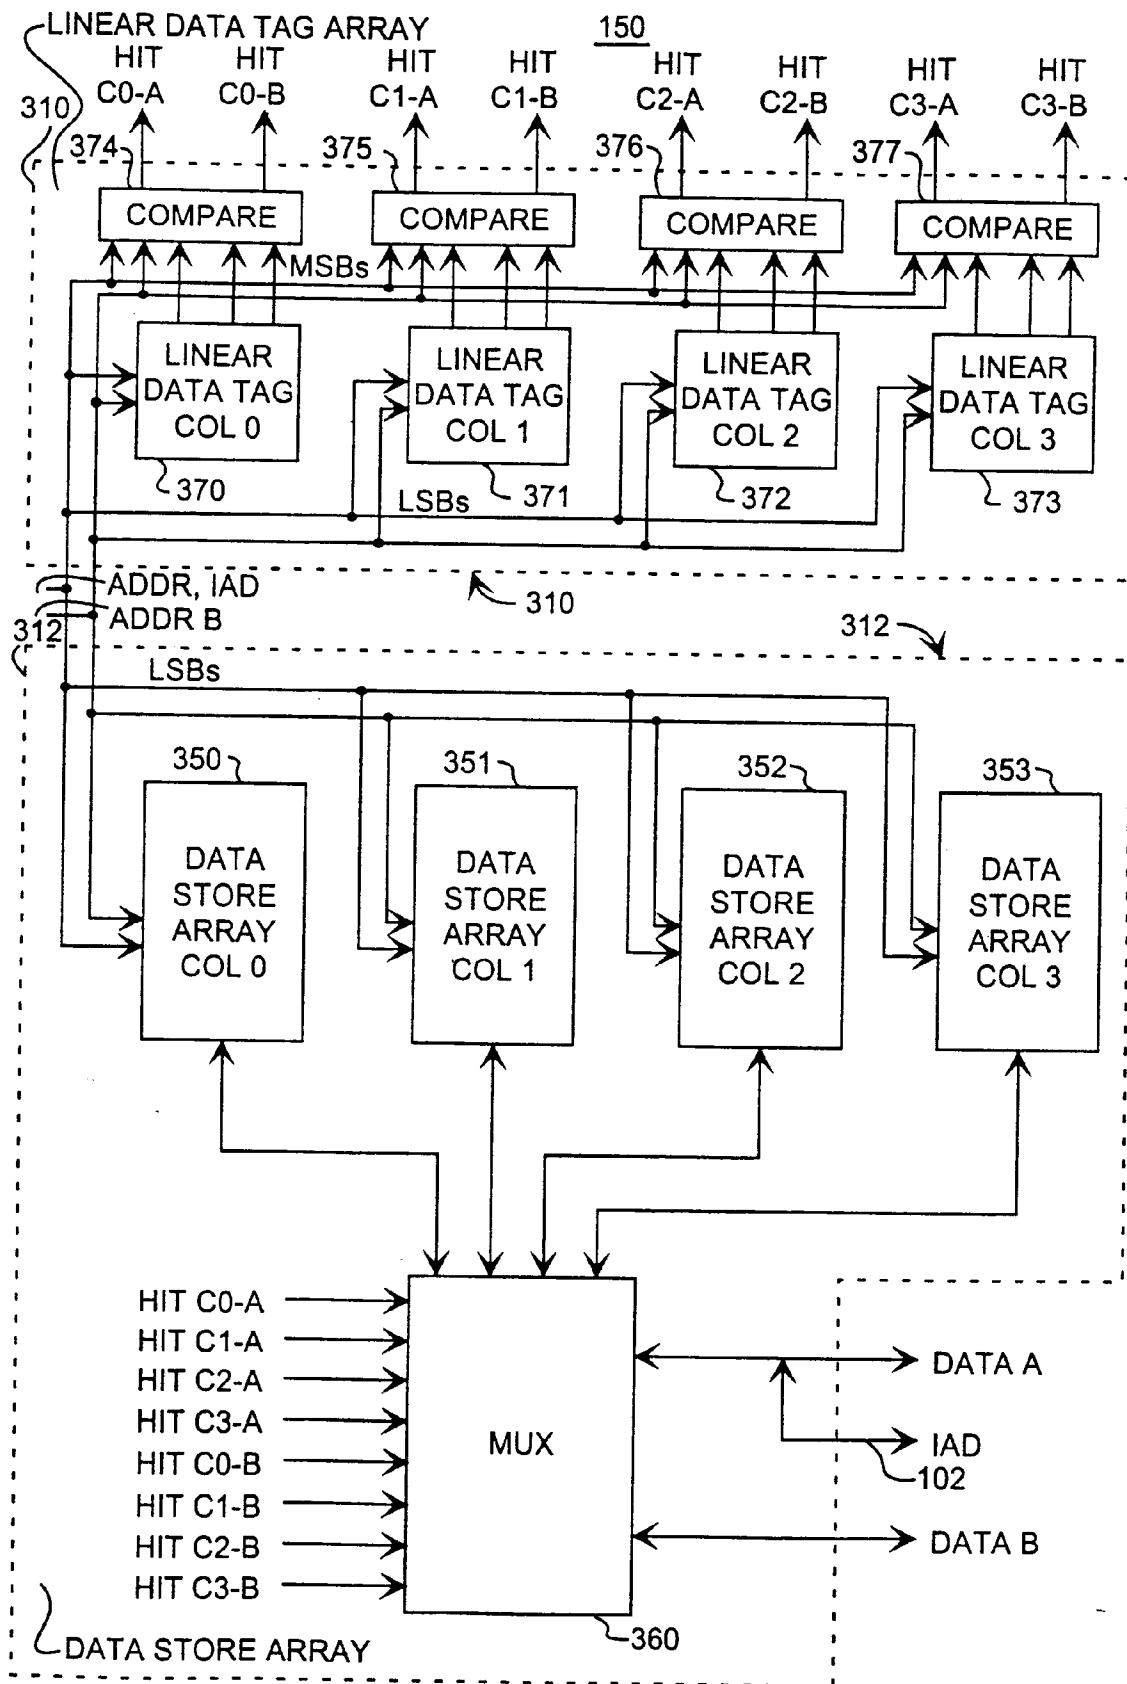 LINEAR DATA TAG ARRAY
150
HIT C0-A
HIT C0-B
HIT C1-A
HIT C1-B
HIT C2-A
HIT C2-B
HIT C3-A
HIT C3-B
310
374
375
376
377
COMPARE
COMPARE
COMPARE
COMPARE
MSBs
LINEAR
DATA TAG
COL 0
LINEAR
DATA TAG
COL 1
LINEAR
DATA TAG
COL 2
LINEAR
DATA TAG
COL 3
370
371
372
373
LSBs
ADDR, IAD
ADDR B
310
312
312
LSBs
350
351
352
353
DATA
STORE
ARRAY
COL 0
DATA
STORE
ARRAY
COL 1
DATA
STORE
ARRAY
COL 2
DATA
STORE
ARRAY
COL 3
HIT C0-A
HIT C1-A
HIT C2-A
HIT C3-A
HIT C0-B
HIT C1-B
HIT C2-B
HIT C3-B
MUX
DATA A
IAD
102
DATA B
360
DATA STORE ARRAY